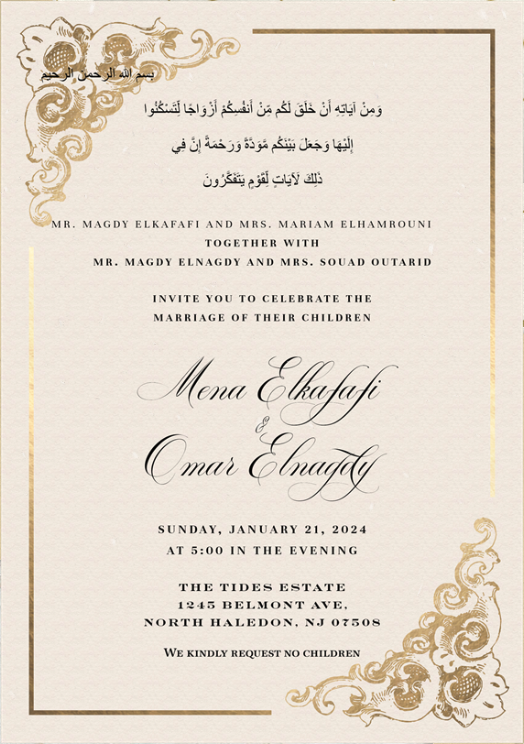 بسم الله الرحمن الرحيم
وَمِنْ آيَاتِهِ أَنْ خَلَقَ لَكُم مِّنْ أَنفُسِكُمْ أَزْوَاجًا لِّتَسْكُنُوا
إِلَيْهَا وَجَعَلَ بَيْنَكُم مَّوَدَّةً وَرَحْمَةً إِنَّ فِي
ذَٰلِكَ لَآيَاتٍ لِّقَوْمٍ يَتَفَكَّرُونَ
MR. MAGDY ELKAFAFI AND MRS. MARIAM ELHAMROUNI
TOGETHER WITH
MR. MAGDY ELNAGDY AND MRS. SOUAD OUTARID
INVITE YOU TO CELEBRATE THE
MARRIAGE OF THEIR CHILDREN
Mena Elkafafi
&
Omar Elnagdy
SUNDAY, JANUARY 21, 2024
AT 5:00 IN THE EVENING
THE TIDES ESTATE
1245 BELMONT AVE,
NORTH HALEDON, NJ 07508
WE KINDLY REQUEST NO CHILDREN